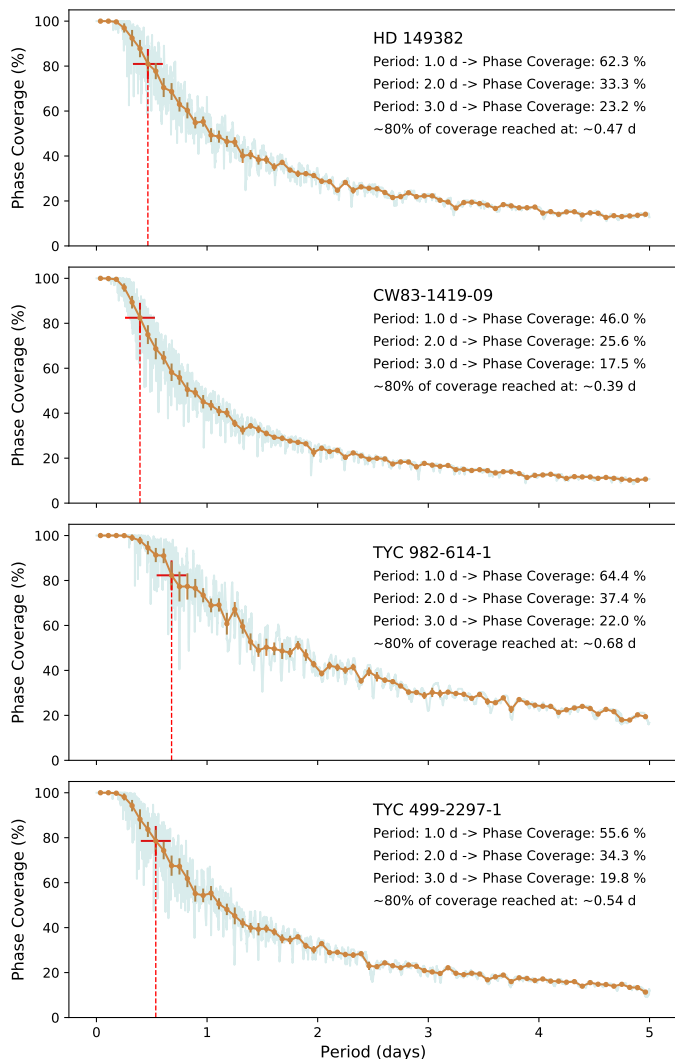 100
80
60
40
20
0
Phase Coverage (%)
HD 149382
Period: 1.0 d -> Phase Coverage: 62.3 %
Period: 2.0 d -> Phase Coverage: 33.3 %
Period: 3.0 d -> Phase Coverage: 23.2 %
~80% of coverage reached at: ~0.47 d
100
80
60
40
20
0
Phase Coverage (%)
CW83-1419-09
Period: 1.0 d -> Phase Coverage: 46.0 %
Period: 2.0 d -> Phase Coverage: 25.6 %
Period: 3.0 d -> Phase Coverage: 17.5 %
~80% of coverage reached at: ~0.39 d
100
80
60
40
20
0
Phase Coverage (%)
TYC 982-614-1
Period: 1.0 d -> Phase Coverage: 64.4 %
Period: 2.0 d -> Phase Coverage: 37.4 %
Period: 3.0 d -> Phase Coverage: 22.0 %
~80% of coverage reached at: ~0.68 d
100
80
60
40
20
0
Phase Coverage (%)
TYC 499-2297-1
Period: 1.0 d -> Phase Coverage: 55.6 %
Period: 2.0 d -> Phase Coverage: 34.3 %
Period: 3.0 d -> Phase Coverage: 19.8 %
~80% of coverage reached at: ~0.54 d
0 1 2 3 4 5
Period (days)